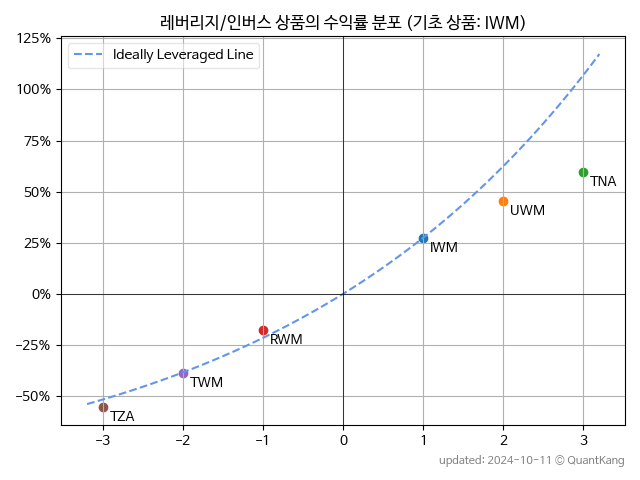 레버리지/인버스 상품의 수익률 분포 (기초 상품: IWM)
125%
Ideally Leveraged Line
100%
75%
50%
25%
0%
−25%
−50%
TNA
UWM
IWM
RWM
TWM
TZA
−3 −2 −1 0 1 2 3
updated: 2024-10-11 © QuantKang